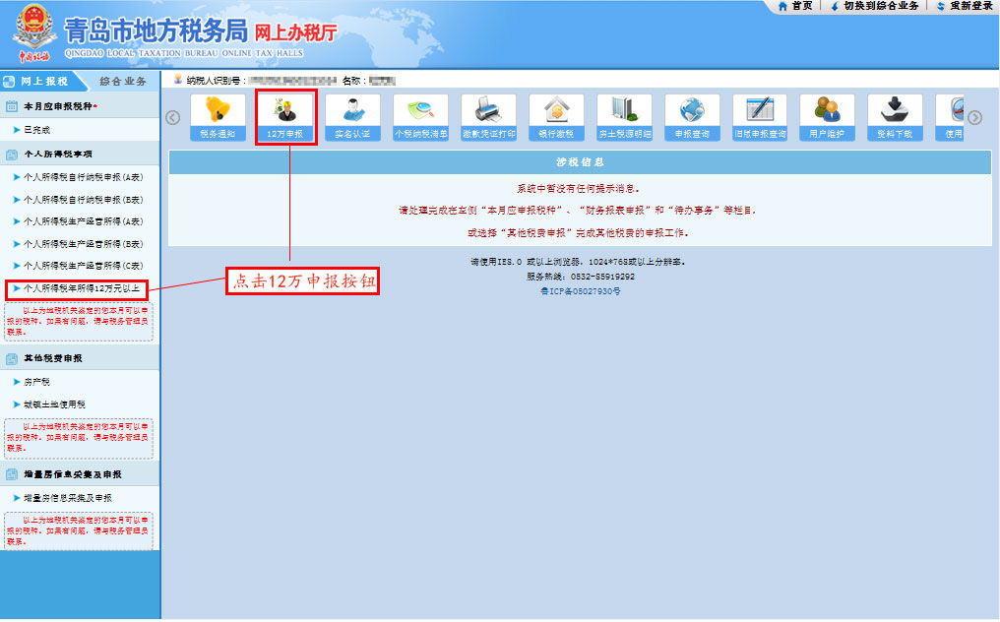 首页 切换到综合业务 重新登录
青岛市地方税务局 网上办税厅
QINGDAO LOCAL TAXATION BUREAU ONLINE TAX HALLS
中国税务
网上报税 综合业务
纳税人识别号： 名称：
税务通知 12万申报 实名认证 个税纳税清单 缴款凭证打印 银行缴税 房土税源明细 申报查询 旧域申报查询 用户维护 资料下载 使用
本月应申报税种*
已完成
个人所得税事项
个人所得税自行纳税申报(A表)
个人所得税自行纳税申报(B表)
个人所得税生产经营所得(A表)
个人所得税生产经营所得(B表)
个人所得税生产经营所得(C表)
个人所得税年所得12万元以上
以上为地税机关鉴定的您本月可以申
报的税种。如果有问题，请与税务管理员
联系。
其他税费申报
房产税
城镇土地使用税
以上为地税机关鉴定的您本月可以申
报的税种。如果有问题，请与税务管理员
联系。
增量房信息采集及申报
增量房信息采集及申报
以上为地税机关鉴定的您本月可以申
报的税种。如果有问题，请与税务管理员
联系。
涉税信息
系统中暂没有任何提示消息。
请处理完成在左侧“本月应申报税种”、“财务报表申报”和“待办事务”等栏目，
或选择“其他税费申报”完成其他税费的申报工作。
请使用IE5.0 或以上浏览器，1024*768或以上分辨率。
服务热线：0532-85919292
鲁ICP备05027930号
点击12万申报按钮